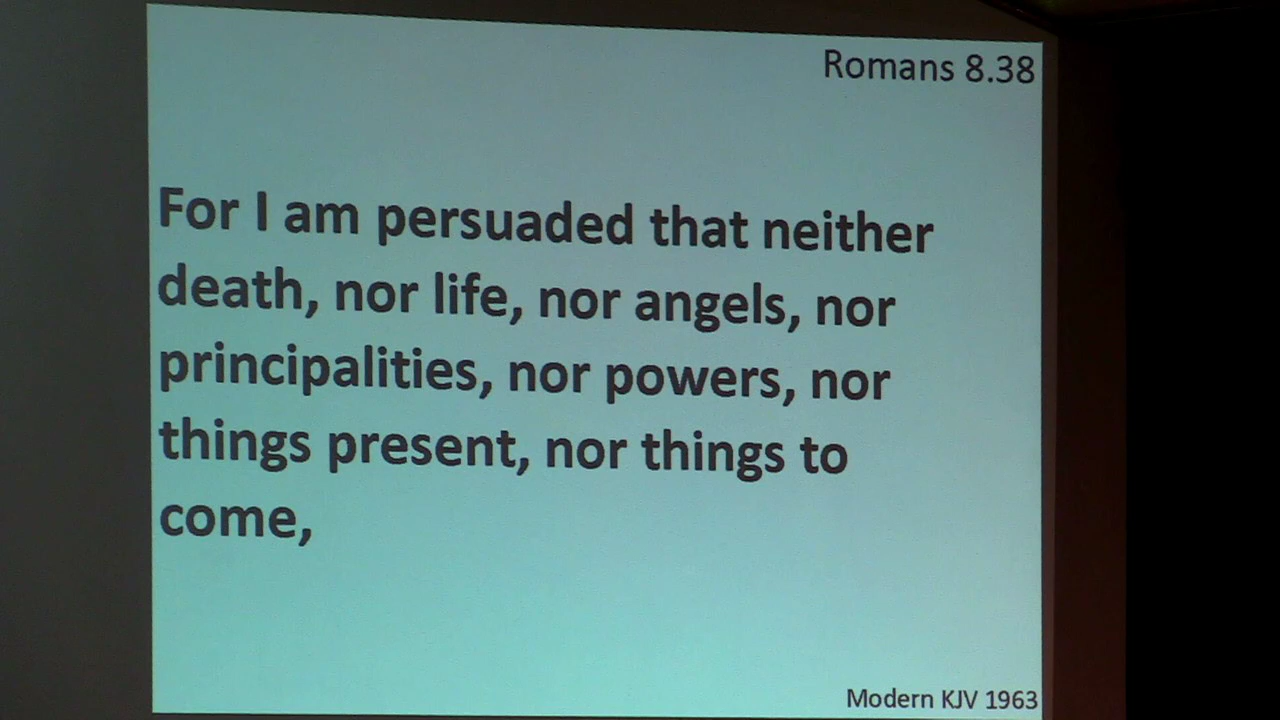 Romans 8.38
For I am persuaded that neither
death, nor life, nor angels, nor
principalities, nor powers, nor
things present, nor things to
come,
Modern KJV 1963